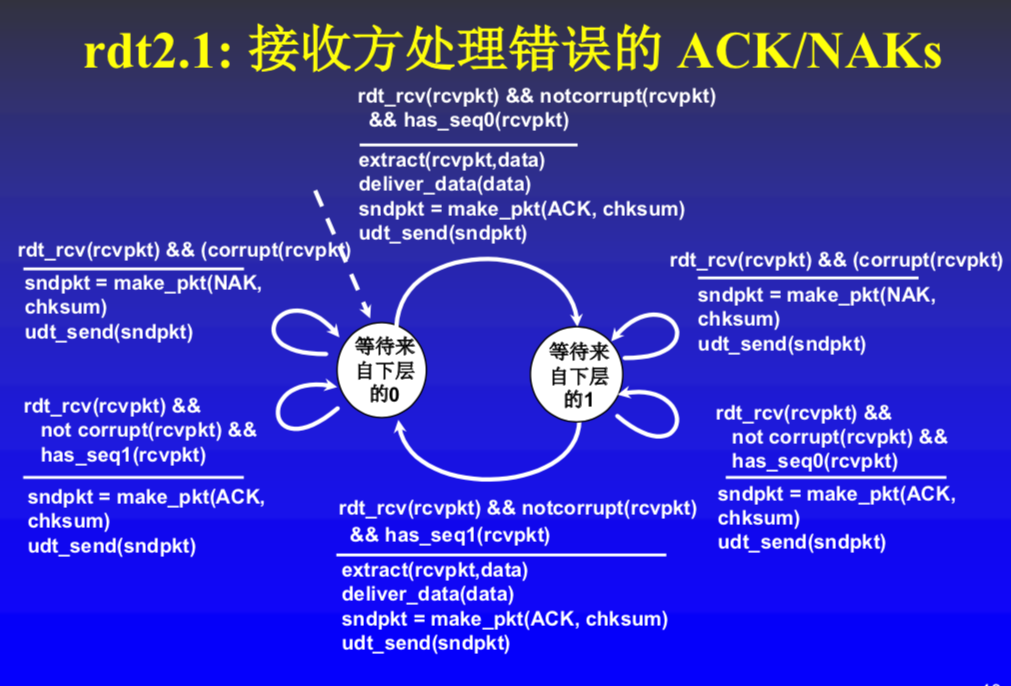 rdt2.1: 接收方处理错误的 ACK/NAKs
rdt_rcv(rcvpkt) && notcorrupt(rcvpkt)
&& has_seq0(rcvpkt)
extract(rcvpkt,data)
deliver_data(data)
sndpkt = make_pkt(ACK, chksum)
udt_send(sndpkt)
rdt_rcv(rcvpkt) && (corrupt(rcvpkt)
sndpkt = make_pkt(NAK,
chksum)
udt_send(sndpkt)
rdt_rcv(rcvpkt) && (corrupt(rcvpkt)
sndpkt = make_pkt(NAK,
chksum)
udt_send(sndpkt)
等待来
自下层
的0
等待来
自下层
的1
rdt_rcv(rcvpkt) &&
not corrupt(rcvpkt) &&
has_seq1(rcvpkt)
sndpkt = make_pkt(ACK,
chksum)
udt_send(sndpkt)
rdt_rcv(rcvpkt) &&
not corrupt(rcvpkt) &&
has_seq0(rcvpkt)
sndpkt = make_pkt(ACK,
chksum)
udt_send(sndpkt)
rdt_rcv(rcvpkt) && notcorrupt(rcvpkt)
&& has_seq1(rcvpkt)
extract(rcvpkt,data)
deliver_data(data)
sndpkt = make_pkt(ACK, chksum)
udt_send(sndpkt)